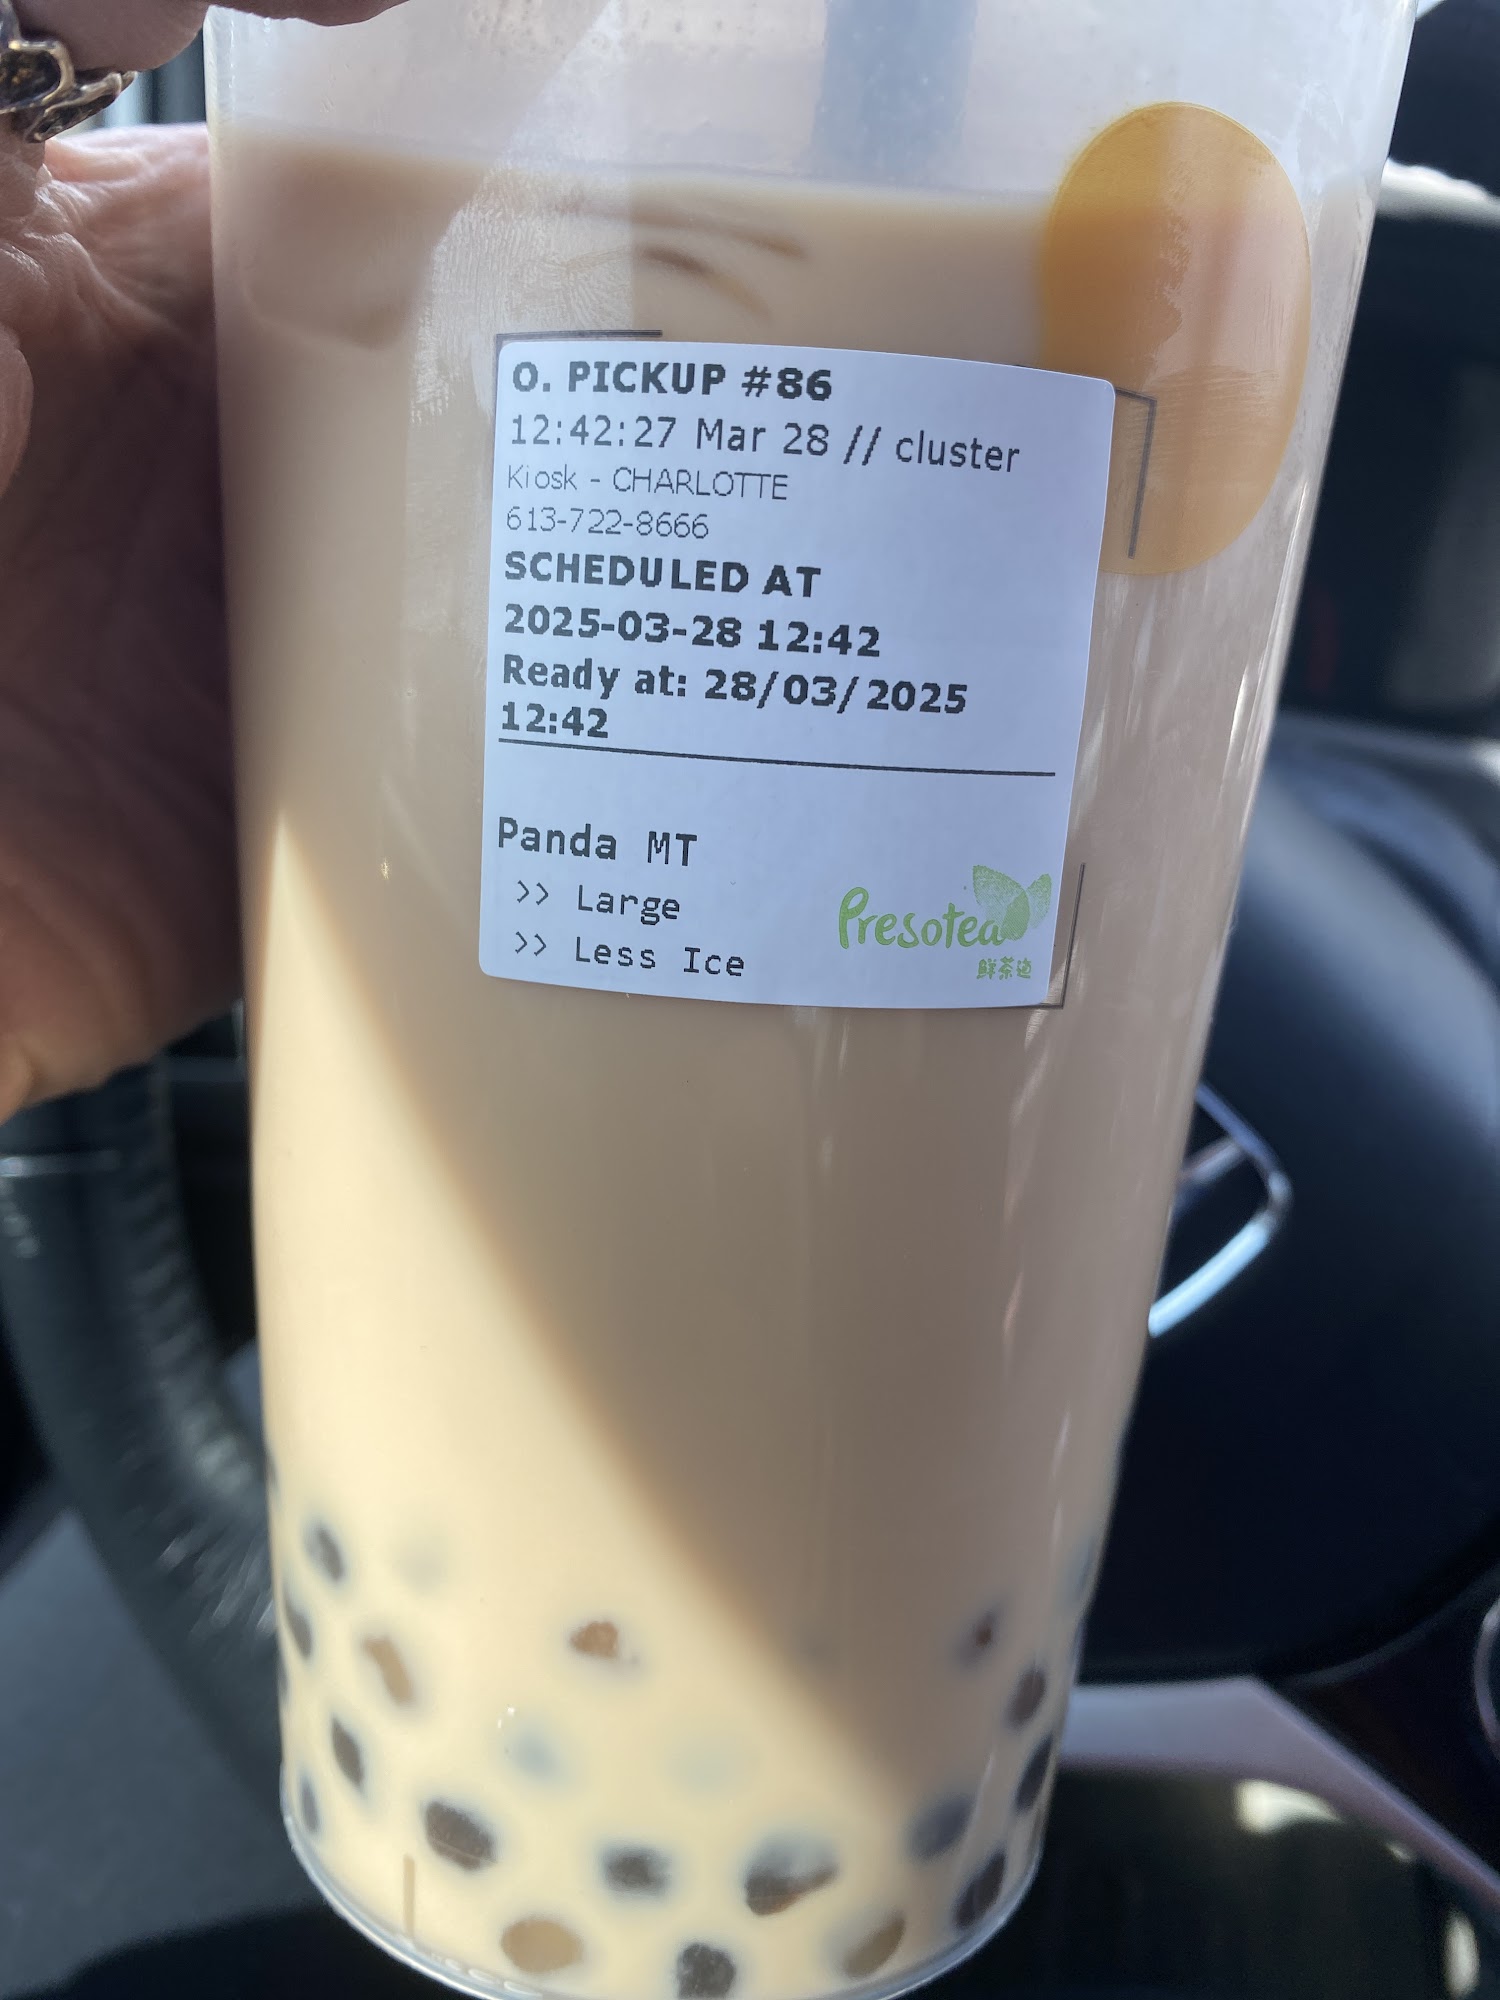 O. PICKUP #86
12:42:27 Mar 28 // cluster
Kiosk - CHARLOTTE
613-722-8666
SCHEDULED AT
2025-03-28 12:42
Ready at: 28/03/2025
12:42
Panda MT
>> Large
>> Less Ice
Presotea
鮮茶道